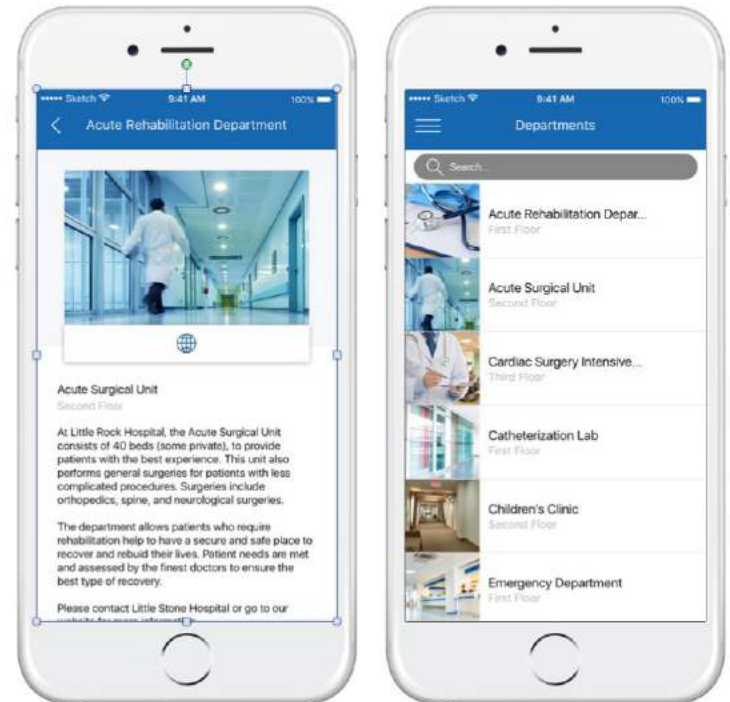 Sketch
9:41 AM
100%
Acute Rehabilitation Department
Acute Surgical Unit
Second Floor
At Little Rock Hospital, the Acute Surgical Unit
consists of 40 beds (some private), to provide
patients with the best experience. This unit also
performs general surgeries for patients with less
complicated procedures. Surgeries include
orthopedics, spine, and neurological surgeries.
The department allows patients who require
rehabilitation help to have a secure and safe place to
recover and rebuid their lives. Patient needs are met
and assessed by the finest doctors to ensure the
best type of recovery.
Please contact Little Stone Hospital or go to our
website for more information
Sketch
9:41 AM
100%
Departments
Search...
Acute Rehabilitation Depar...
First Floor
Acute Surgical Unit
Second Floor
Cardiac Surgery Intensive...
Third Floor
Catheterization Lab
First Floor
Children's Clinic
Second Floor
Emergency Department
First Floor